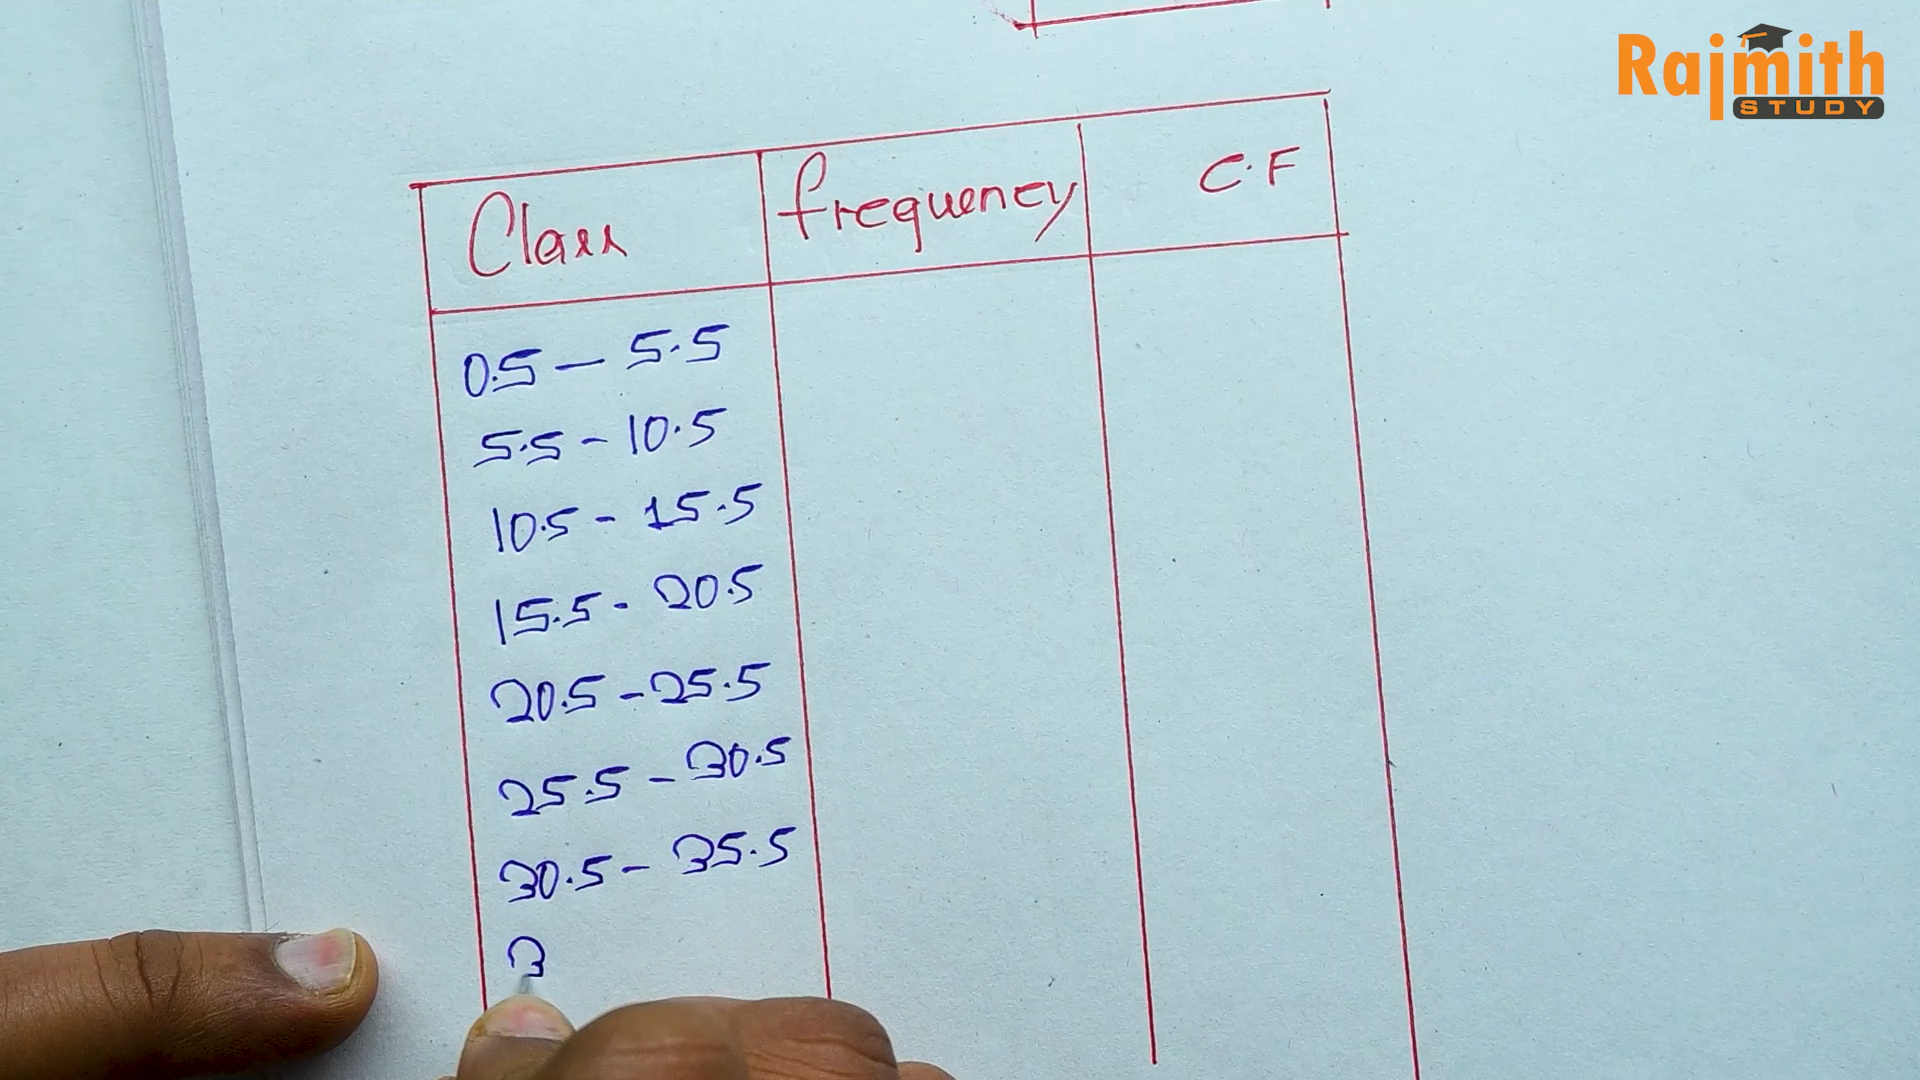 Rajmith
STUDY
Class frequency C.F
0.5 – 5.5
5.5 – 10.5
10.5 – 15.5
15.5 - 20.5
20.5 – 25.5
25.5 – 30.5
30.5 – 35.5
3